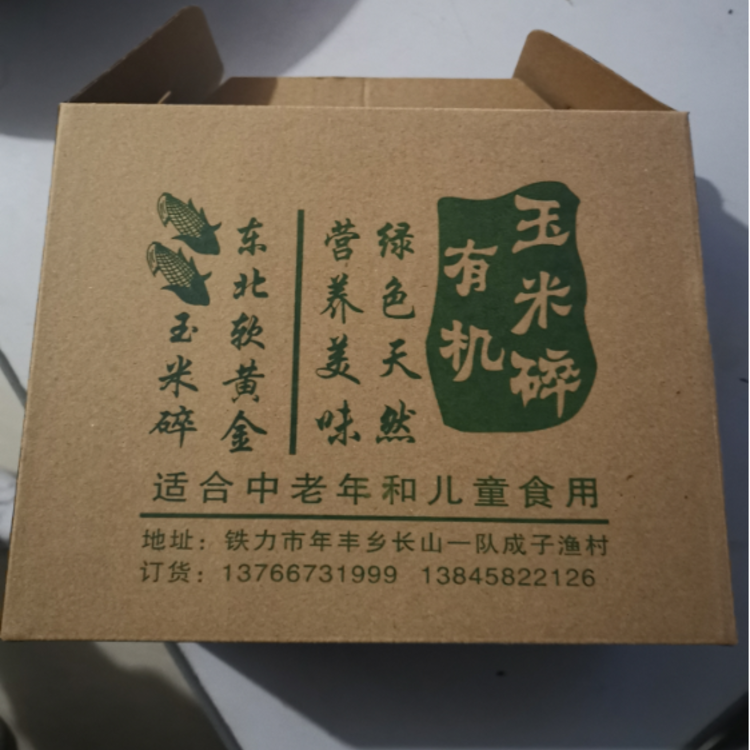 玉米碎
有机
绿色天然
营养美味
东北软黄金
玉米碎
适合中老年和儿童食用
地址：铁力市年丰乡长山一队成子渔村
订货：13766731999 13845822126